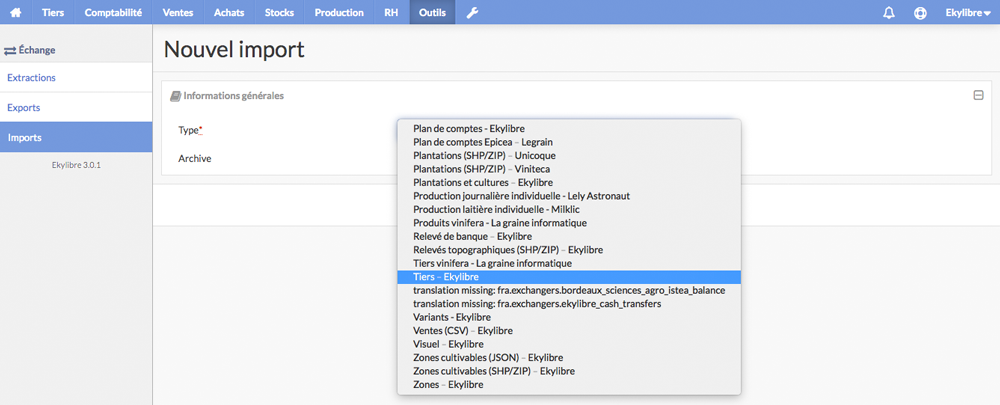 Tiers Comptabilité Ventes Achats Stocks Production RH Outils Ekylibre
Échange
Extractions
Exports
Imports
Ekylibre 3.0.1
Nouvel import
Informations générales
Type*
Archive
Plan de comptes - Ekylibre
Plan de comptes Epicea – Legrain
Plantations (SHP/ZIP) – Unicoque
Plantations (SHP/ZIP) – Viniteca
Plantations et cultures – Ekylibre
Production journalière individuelle - Lely Astronaut
Production laitière individuelle - Milklic
Produits vinifera - La graine informatique
Relevé de banque – Ekylibre
Relevés topographiques (SHP/ZIP) – Ekylibre
Tiers vinifera - La graine informatique
Tiers – Ekylibre
translation missing: fra.exchangers.bordeaux_sciences_agro_istea_balance
translation missing: fra.exchangers.ekylibre_cash_transfers
Variants - Ekylibre
Ventes (CSV) – Ekylibre
Visuel – Ekylibre
Zones cultivables (JSON) – Ekylibre
Zones cultivables (SHP/ZIP) – Ekylibre
Zones – Ekylibre